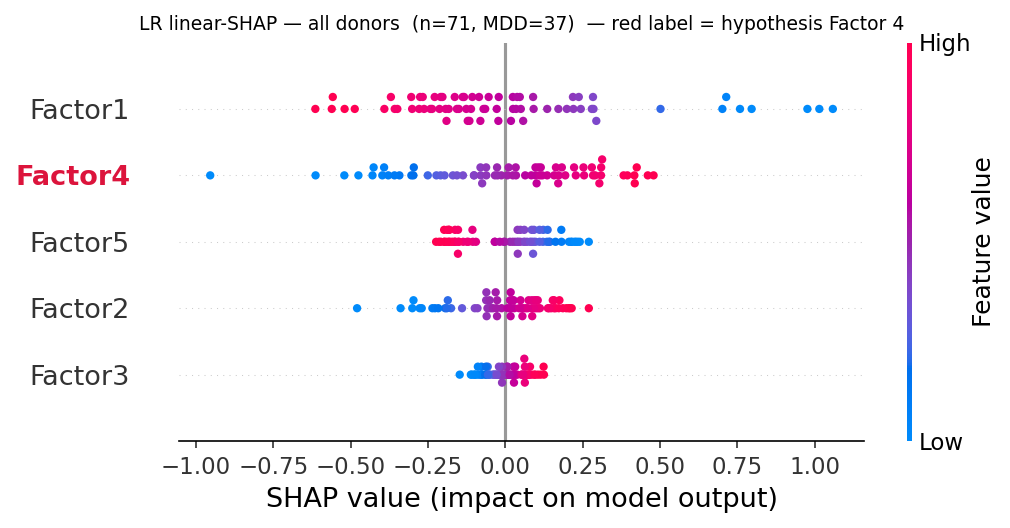 LR linear-SHAP — all donors  (n=71, MDD=37)  — red label = hypothesis Factor 4
High
Factor1
Factor4
Factor5
Factor2
Factor3
Feature value
Low
−1.00 −0.75 −0.50 −0.25 0.00 0.25 0.50 0.75 1.00
SHAP value (impact on model output)